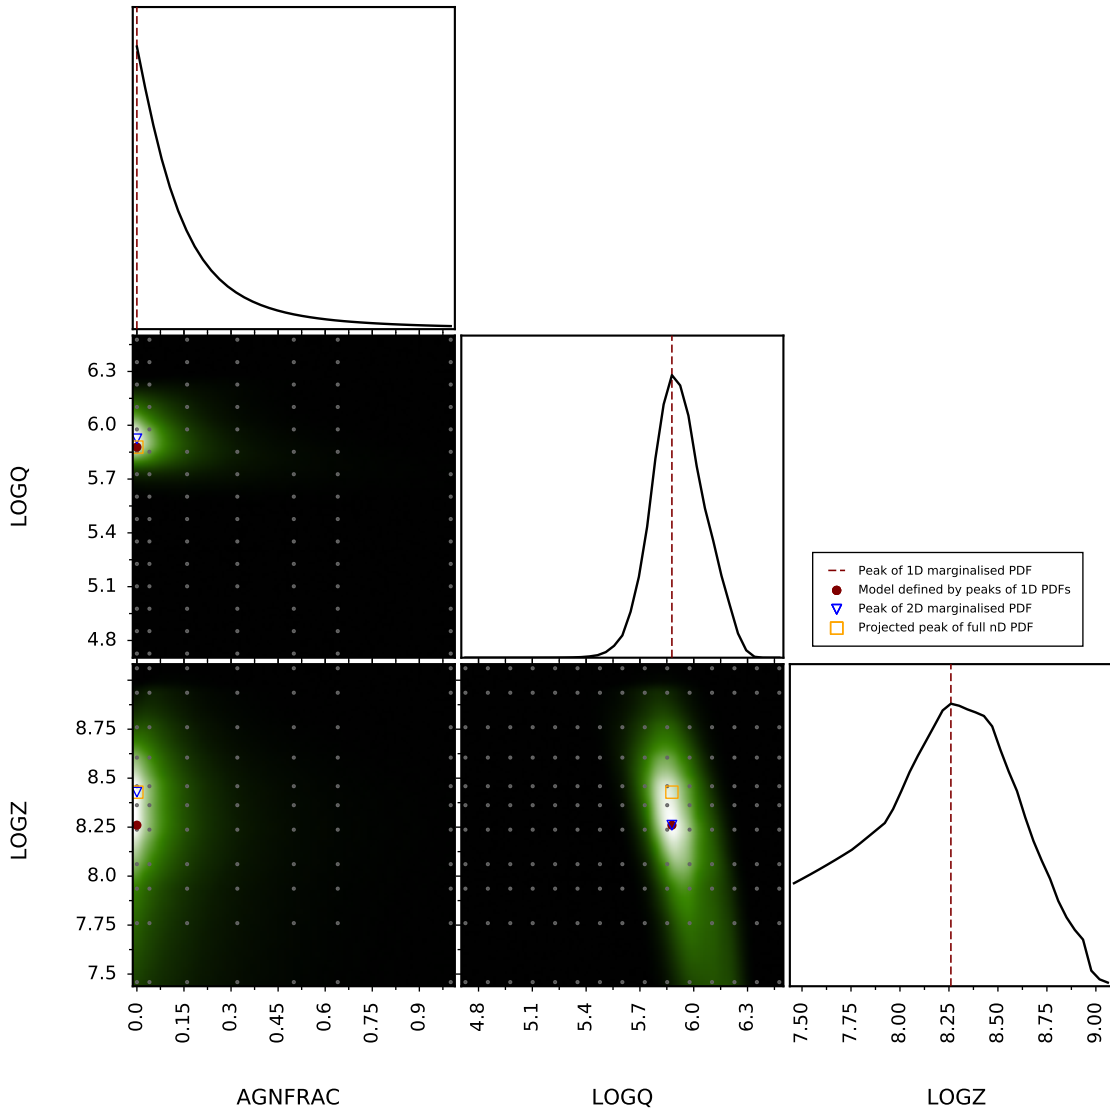 LOGQ
6.3
6.0
5.7
5.4
5.1
4.8
Peak of 1D marginalised PDF
Model defined by peaks of 1D PDFs
Peak of 2D marginalised PDF
Projected peak of full nD PDF
LOGZ
8.75
8.5
8.25
8.0
7.75
7.5
0.0 0.15 0.3 0.45 0.6 0.75 0.9
4.8 5.1 5.4 5.7 6.0 6.3
7.50 7.75 8.00 8.25 8.50 8.75 9.00
AGNFRAC LOGQ LOGZ